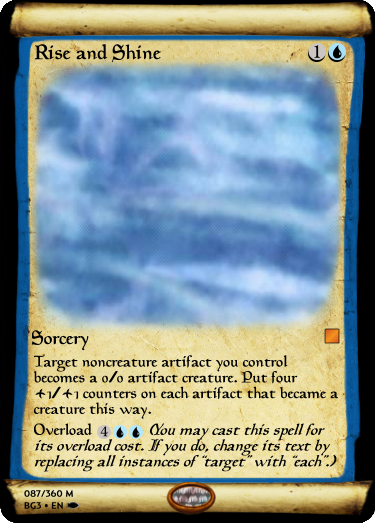 Rise and Shine 1
Sorcery
Target noncreature artifact you control
becomes a 0/0 artifact creature. Put four
+1/+1 counters on each artifact that became a
creature this way.
Overload 4 (You may cast this spell for
its overload cost. If you do, change its text by
replacing all instances of “target” with “each”.)
087/360 M
BG3 • EN